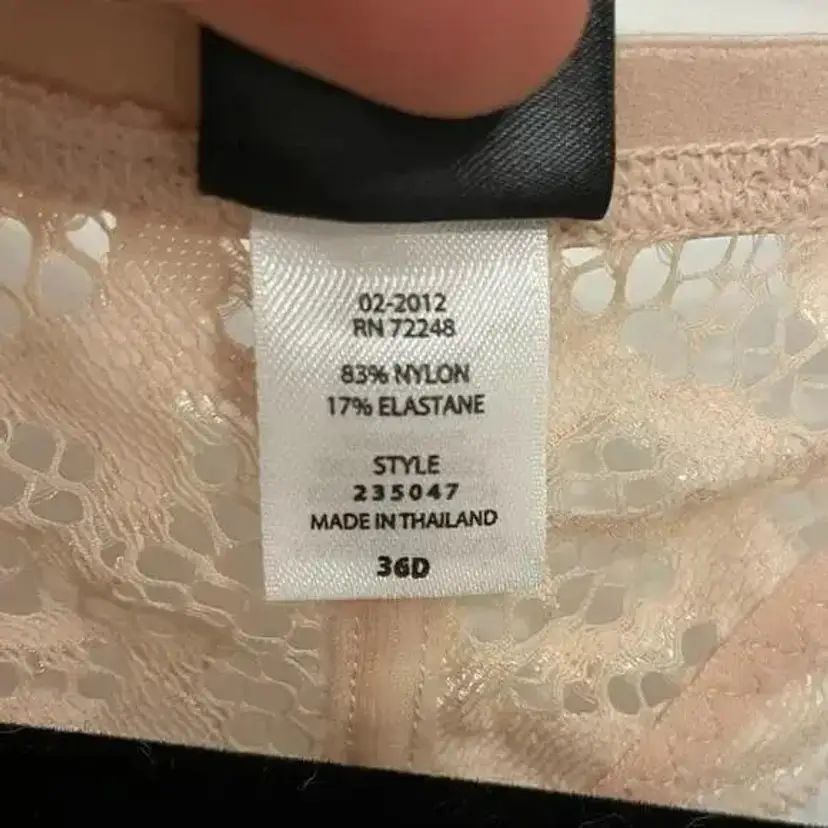 02-2012
RN 72248
83% NYLON
17% ELASTANE
STYLE
235047
MADE IN THAILAND
36D